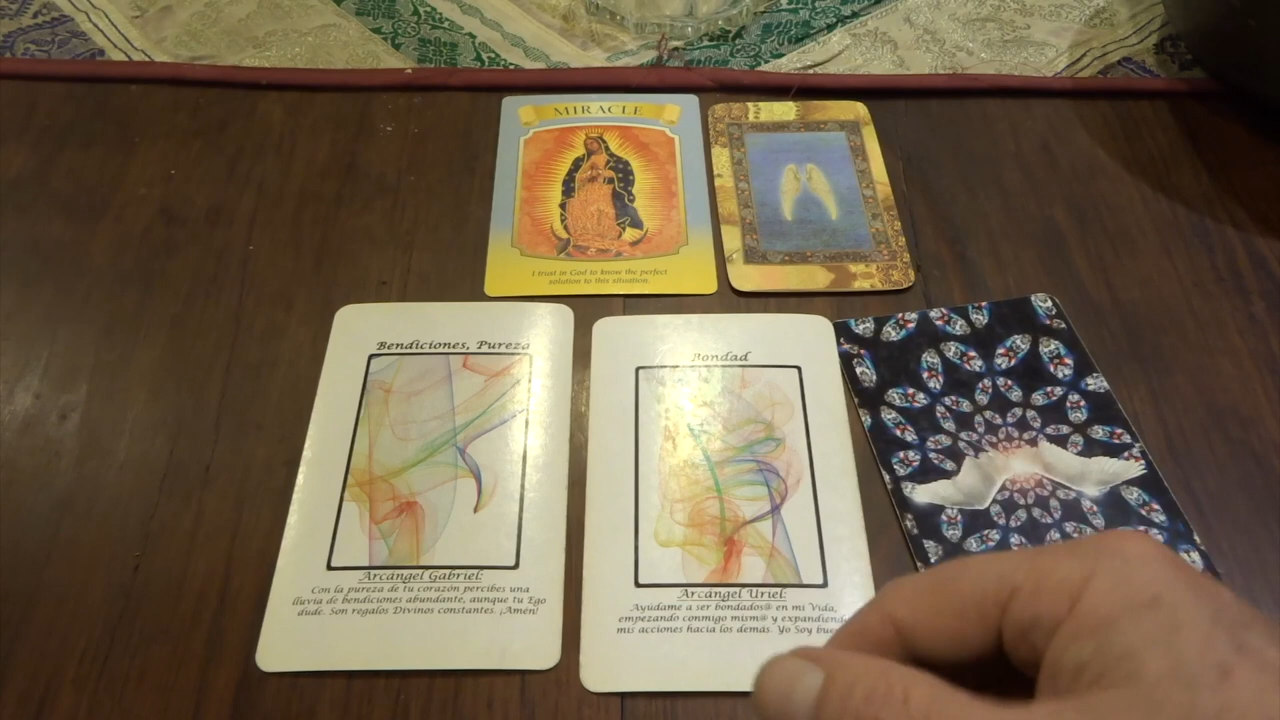 MIRACLE
I trust in God to know the perfect
solution to this situation.
Bendiciones, Pureza
Arcángel Gabriel:
Con la pureza de tu corazón percibes una
lluvia de bendiciones abundante, aunque tu Ego
dude. Son regalos Divinos constantes. ¡Amén!
Bondad
Arcángel Uriel:
Ayúdame a ser bondados@ en mi Vida,
empezando conmigo mism@ y expandiend
mis acciones hacia los demás. Yo Soy